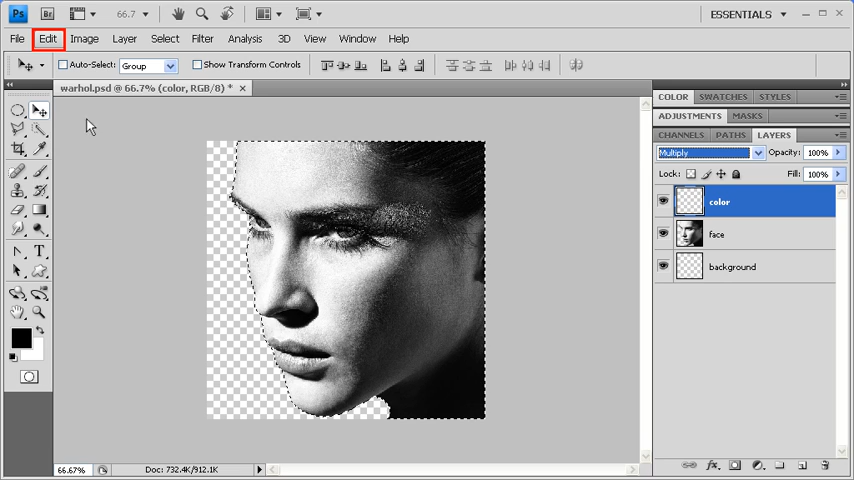 Ps Br 66.7 ESSENTIALS
File Edit Image Layer Select Filter Analysis 3D View Window Help
Auto-Select: Group Show Transform Controls
warhol.psd @ 66.7% (color, RGB/8) *
COLOR SWATCHES STYLES
ADJUSTMENTS MASKS
CHANNELS PATHS LAYERS
Multiply Opacity: 100%
Lock: Fill: 100%
color
face
background
T
66.67% Doc: 732.4K/912.1K
fx